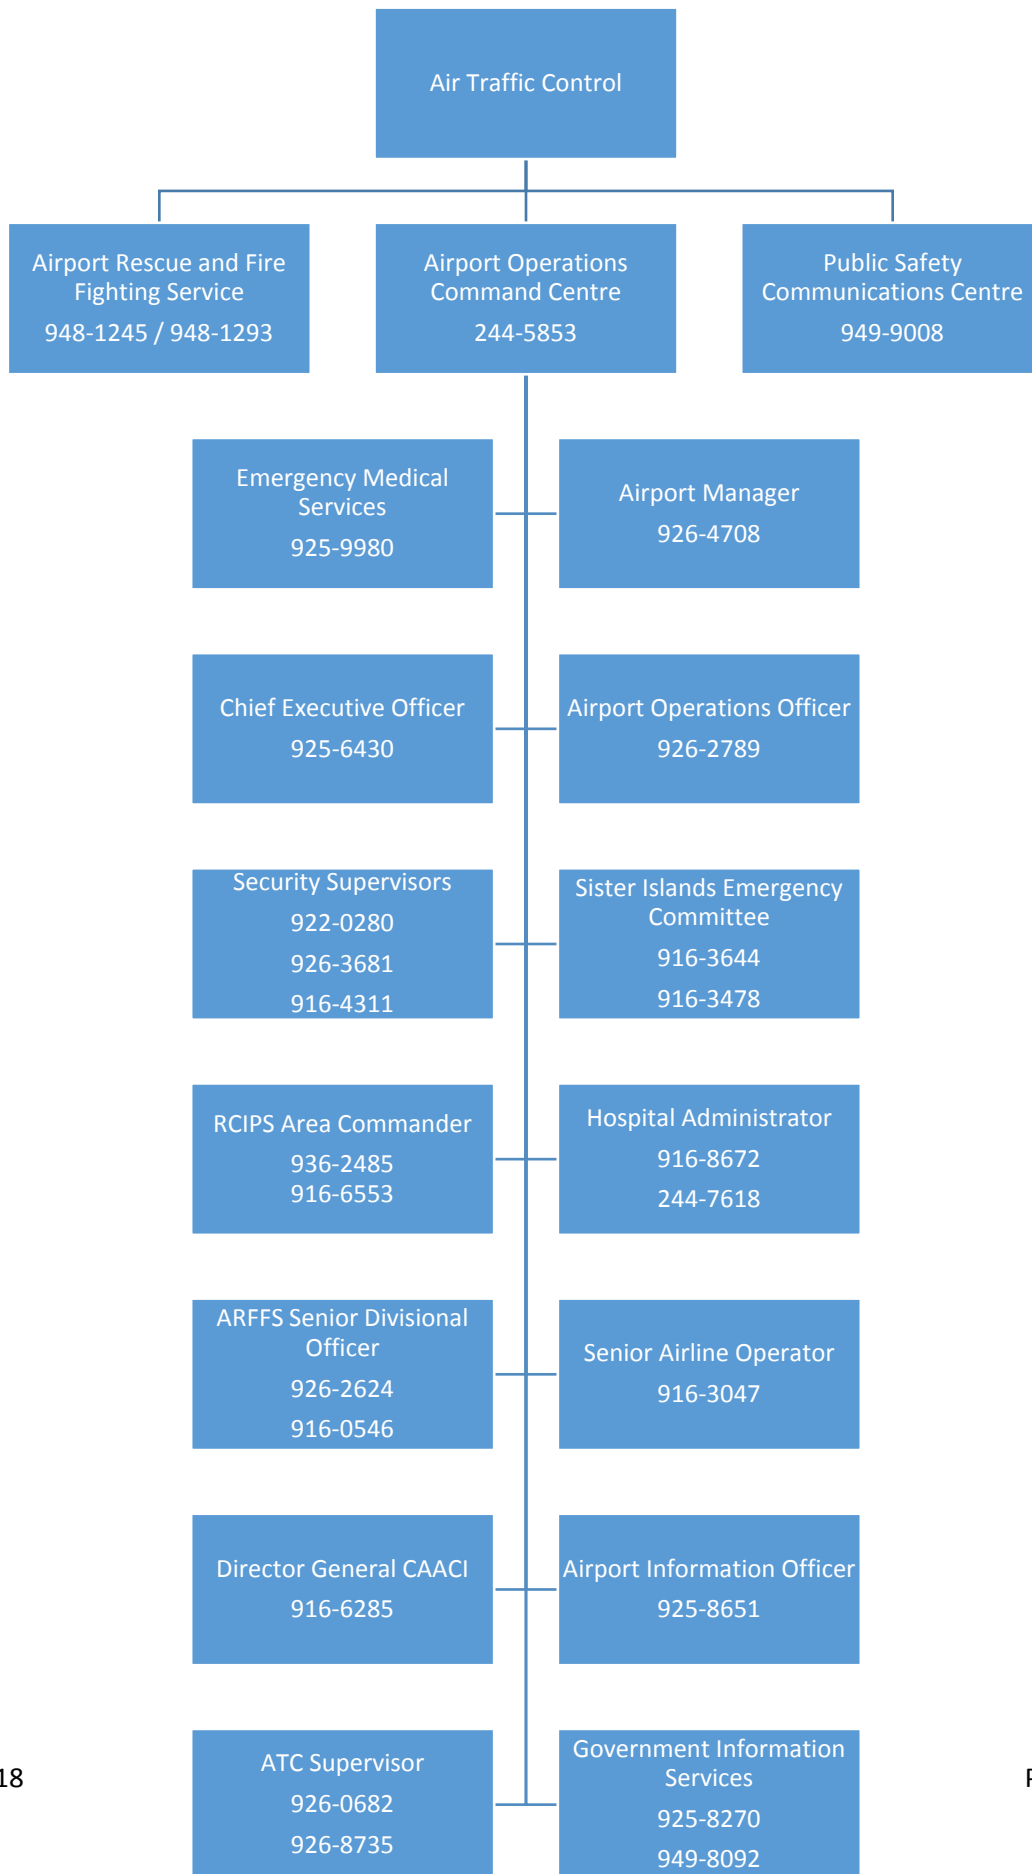 Air Traffic Control
Airport Rescue and Fire
Fighting Service
948-1245 / 948-1293
Airport Operations
Command Centre
244-5853
Public Safety
Communications Centre
949-9008
Emergency Medical
Services
925-9980
Airport Manager
926-4708
Chief Executive Officer
925-6430
Airport Operations Officer
926-2789
Security Supervisors
922-0280
926-3681
916-4311
Sister Islands Emergency
Committee
916-3644
916-3478
RCIPS Area Commander
936-2485
916-6553
Hospital Administrator
916-8672
244-7618
ARFFS Senior Divisional
Officer
926-2624
916-0546
Senior Airline Operator
916-3047
Director General CAACI
916-6285
Airport Information Officer
925-8651
ATC Supervisor
926-0682
926-8735
Government Information
Services
925-8270
949-8092
18